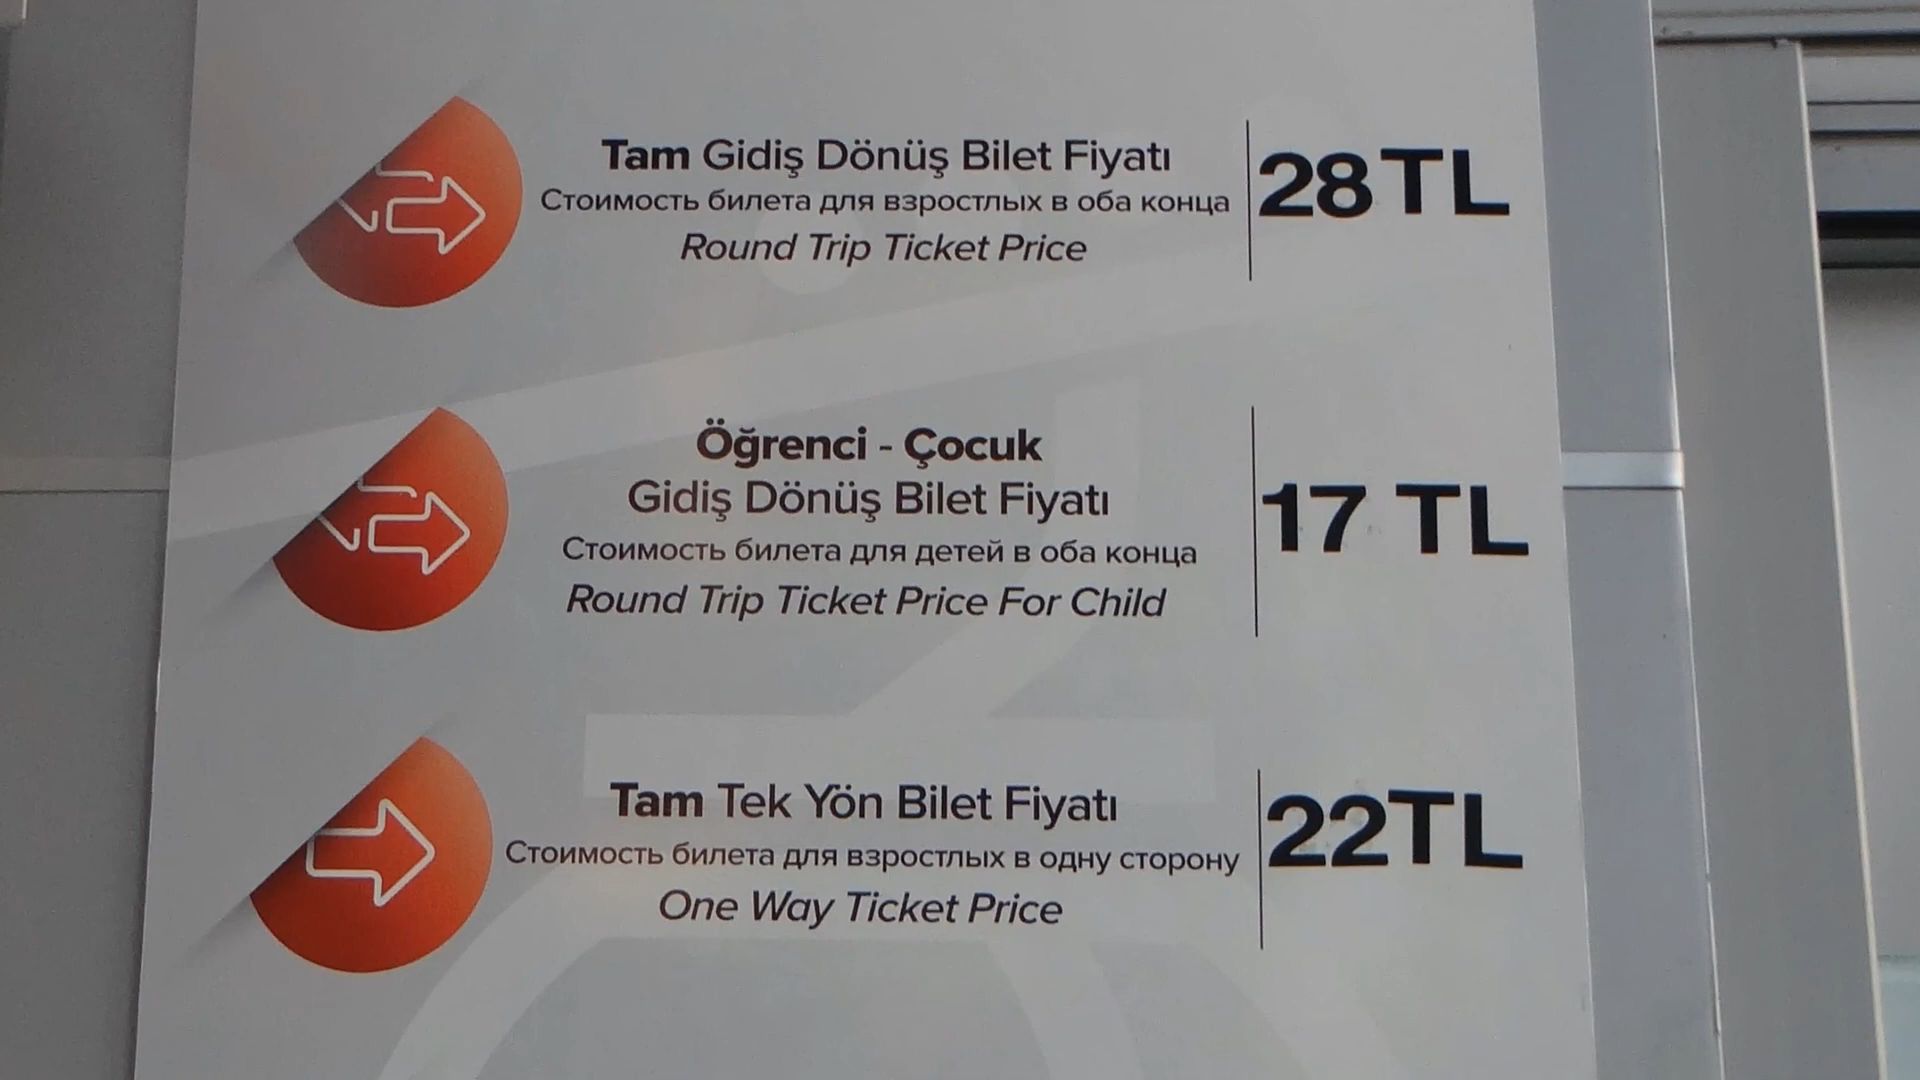 Tam Gidiş Dönüş Bilet Fiyatı
Стоимость билета для взростлых в оба конца
Round Trip Ticket Price
28 TL
Öğrenci - Çocuk
Gidiş Dönüş Bilet Fiyatı
Стоимость билета для детей в оба конца
Round Trip Ticket Price For Child
17 TL
Tam Tek Yön Bilet Fiyatı
Стоимость билета для взростлых в одну сторону
One Way Ticket Price
22TL